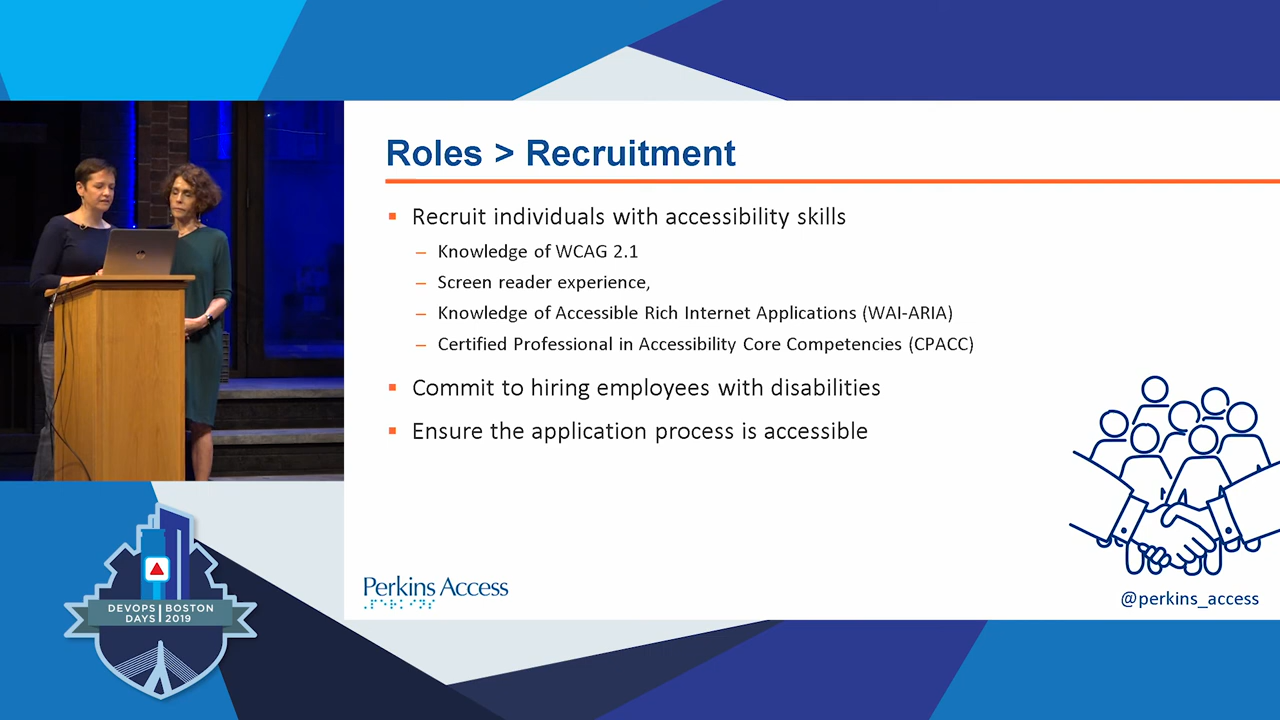 Roles > Recruitment
Recruit individuals with accessibility skills
– Knowledge of WCAG 2.1
– Screen reader experience,
– Knowledge of Accessible Rich Internet Applications (WAI-ARIA)
– Certified Professional in Accessibility Core Competencies (CPACC)
Commit to hiring employees with disabilities
Ensure the application process is accessible
Perkins Access
@perkins_access
DEVOPS BOSTON
DAYS 2019